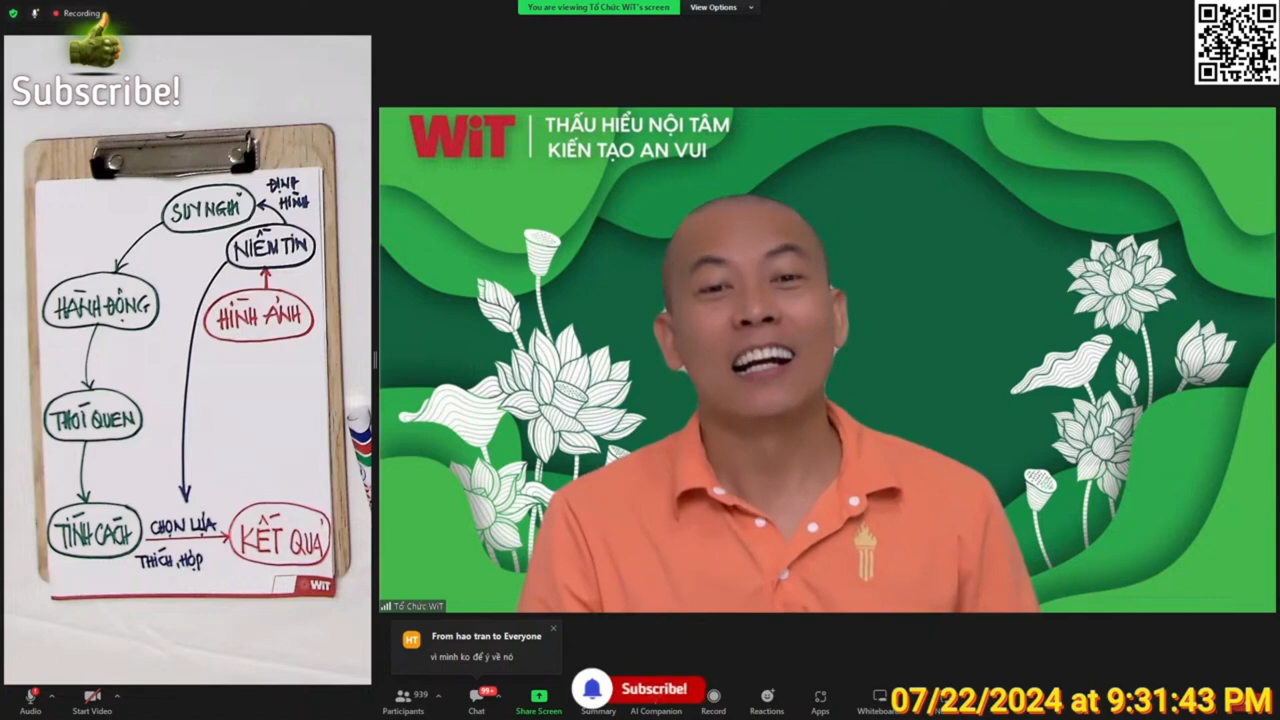 Recording
You are viewing Tổ Chức WiT's screen
View Options
Subscribe!
ĐỊNH
HÌNH
SUY NGHĨ
NIỀM TIN
HÀNH ĐỘNG
HÌNH ẢNH
THÓI QUEN
TÍNH CÁCH
CHỌN LỰA
THÍCH HỢP
KẾT QUẢ
WiT
WiT
THẤU HIỂU NỘI TÂM
KIẾN TẠO AN VUI
Tổ Chức WiT
HT
From hao tran to Everyone
vì mình ko để ý về nó
Audio
Start Video
939
Participants
99+
Chat
Share Screen
Subscribe!
Summary
AI Companion
Record
Reactions
Apps
Whiteboards
07/22/2024 at 9:31:43 PM